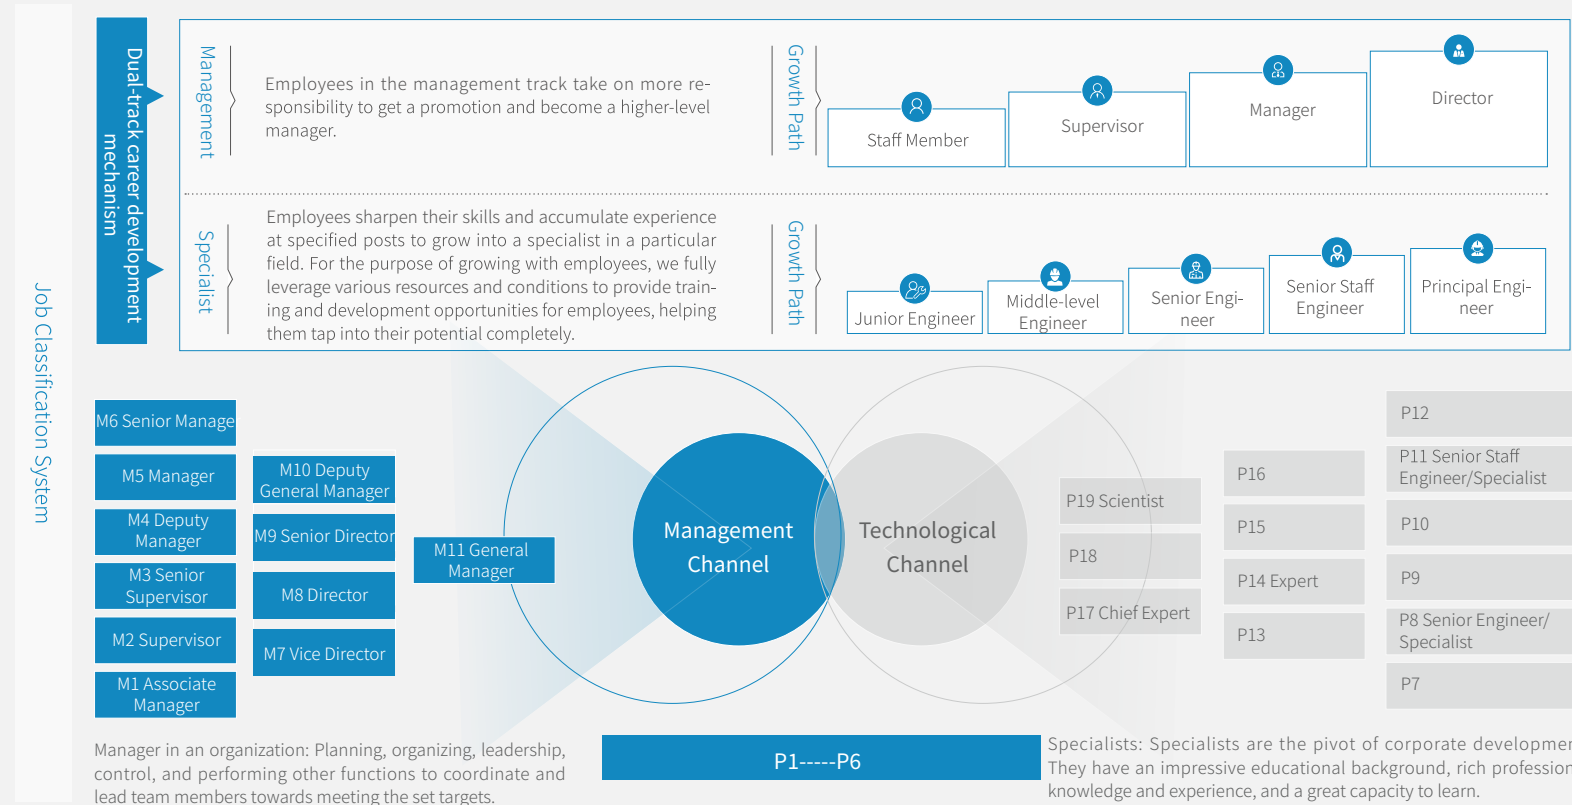 Job Classification System
Dual-track career development
mechanism
Management
Employees in the management track take on more re-
sponsibility to get a promotion and become a higher-level
manager.
Growth Path
Staff Member
Supervisor
Manager
Director
Specialist
Employees sharpen their skills and accumulate experience
at specified posts to grow into a specialist in a particular
field. For the purpose of growing with employees, we fully
leverage various resources and conditions to provide train-
ing and development opportunities for employees, helping
them tap into their potential completely.
Growth Path
Junior Engineer
Middle-level
Engineer
Senior Engi-
neer
Senior Staff
Engineer
Principal Engi-
neer
M6 Senior Manage
M5 Manager
M4 Deputy
Manager
M3 Senior
Supervisor
M2 Supervisor
M1 Associate
Manager
M10 Deputy
General Manager
M9 Senior Director
M8 Director
M7 Vice Director
M11 General
Manager
Management
Channel
Technological
Channel
P19 Scientist
P18
P17 Chief Expert
P16
P15
P14 Expert
P13
P12
P11 Senior Staff
Engineer/Specialist
P10
P9
P8 Senior Engineer/
Specialist
P7
Manager in an organization: Planning, organizing, leadership,
control, and performing other functions to coordinate and
lead team members towards meeting the set targets.
P1-----P6
Specialists: Specialists are the pivot of corporate developmen
They have an impressive educational background, rich profession
knowledge and experience, and a great capacity to learn.